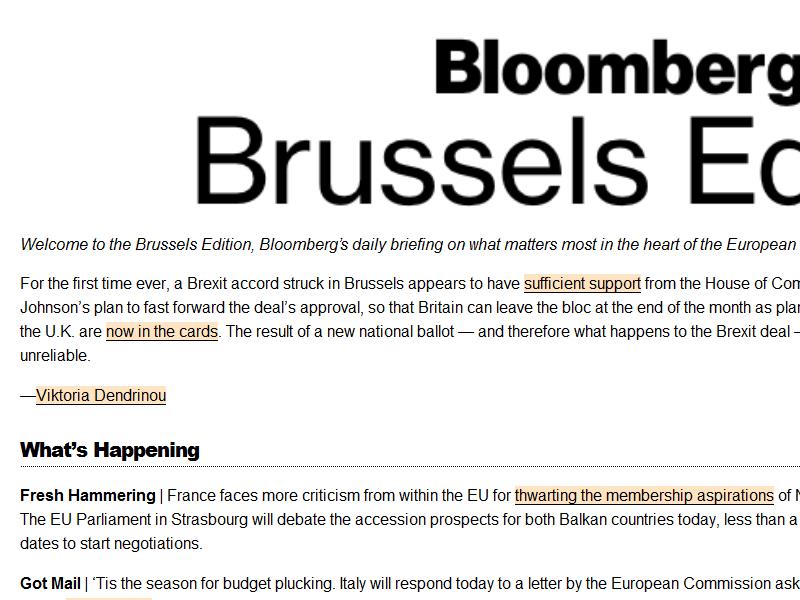 Bloomberg
Brussels Ed
Welcome to the Brussels Edition, Bloomberg’s daily briefing on what matters most in the heart of the European
For the first time ever, a Brexit accord struck in Brussels appears to have sufficient support from the House of Com
Johnson’s plan to fast forward the deal’s approval, so that Britain can leave the bloc at the end of the month as plan
the U.K. are now in the cards. The result of a new national ballot — and therefore what happens to the Brexit deal –
unreliable.
—Viktoria Dendrinou
What’s Happening
Fresh Hammering | France faces more criticism from within the EU for thwarting the membership aspirations of N
The EU Parliament in Strasbourg will debate the accession prospects for both Balkan countries today, less than a
dates to start negotiations.
Got Mail | ‘Tis the season for budget plucking. Italy will respond today to a letter by the European Commission ask